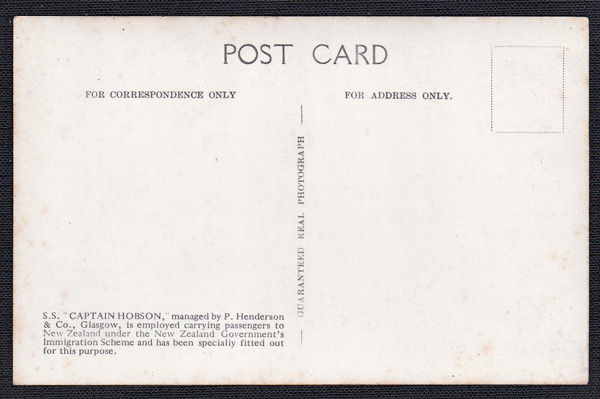 POST CARD
FOR CORRESPONDENCE ONLY
FOR ADDRESS ONLY.
GUARANTEED REAL PHOTOGRAPH
S.S. "CAPTAIN HOBSON," managed by P. Henderson
& Co., Glasgow, is employed carrying passengers to
New Zealand under the New Zealand Government's
Immigration Scheme and has been specially fitted out
for this purpose.